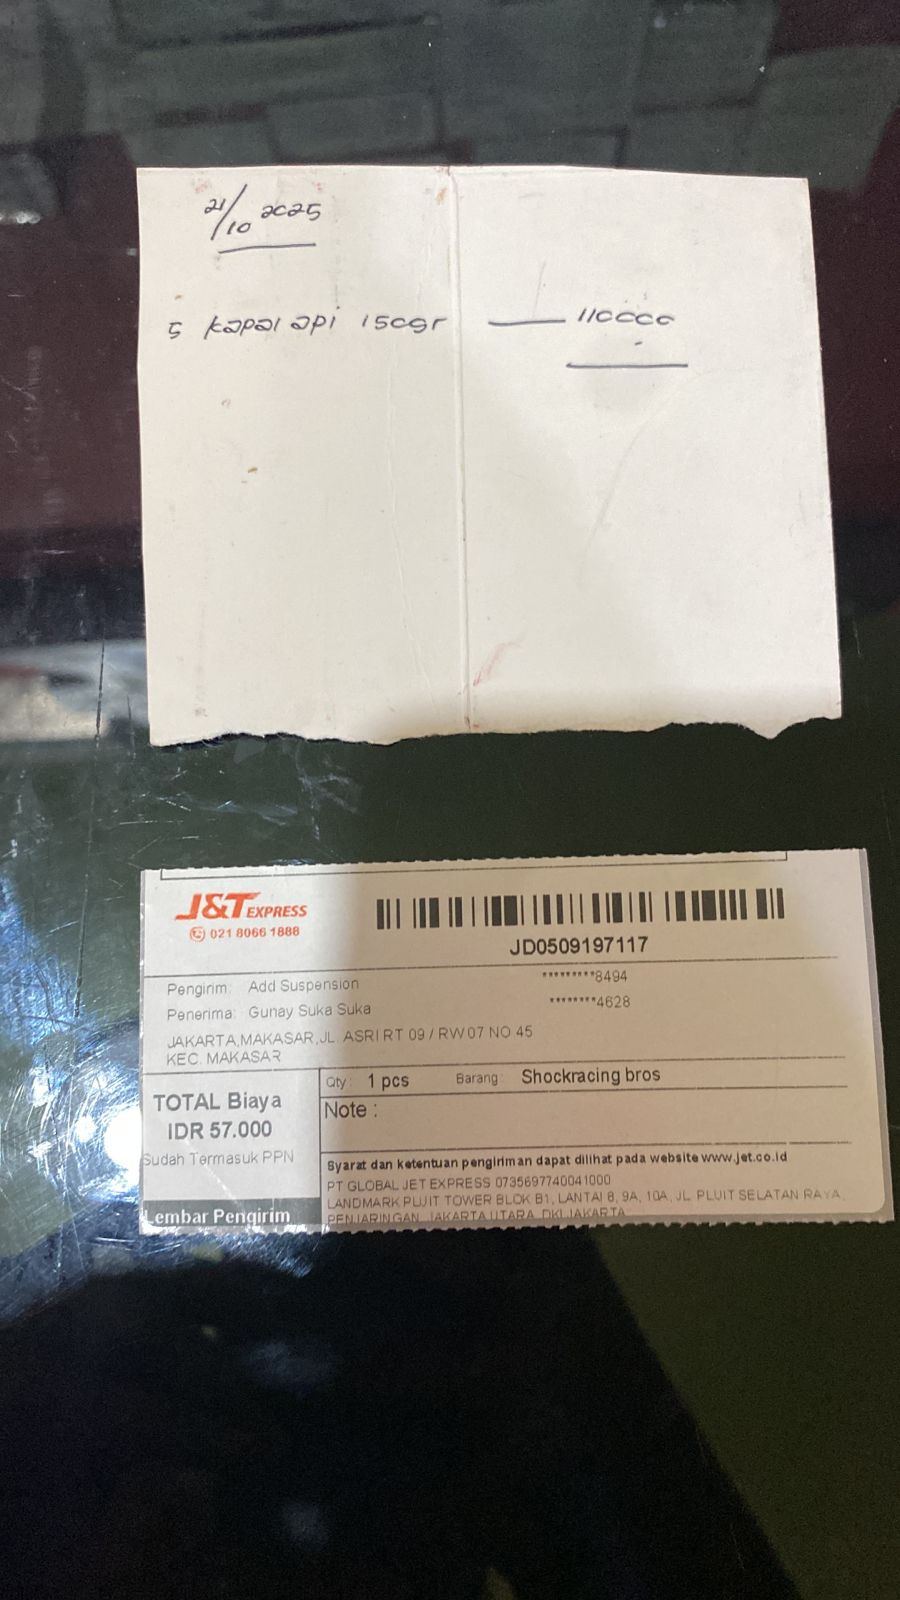 21/10 2025
5 kapal api 150gr — 110000
J&T EXPRESS
021 8066 1888
JD0509197117
Pengirim: Add Suspension *********8494
Penerima: Gunay Suka Suka ********4628
JAKARTA,MAKASAR,JL. ASRI RT 09 / RW 07 NO 45
KEC. MAKASAR
Qty: 1 pcs Barang: Shockracing bros
TOTAL Biaya
IDR 57.000
Sudah Termasuk PPN
Note :
Syarat dan ketentuan pengiriman dapat dilihat pada website www.jet.co.id
PT GLOBAL JET EXPRESS 0735697740041000
LANDMARK PLUIT TOWER BLOK B1, LANTAI 8, 9A, 10A, JL. PLUIT SELATAN RAYA,
PENJARINGAN, JAKARTA UTARA, DKI JAKARTA
Lembar Pengirim